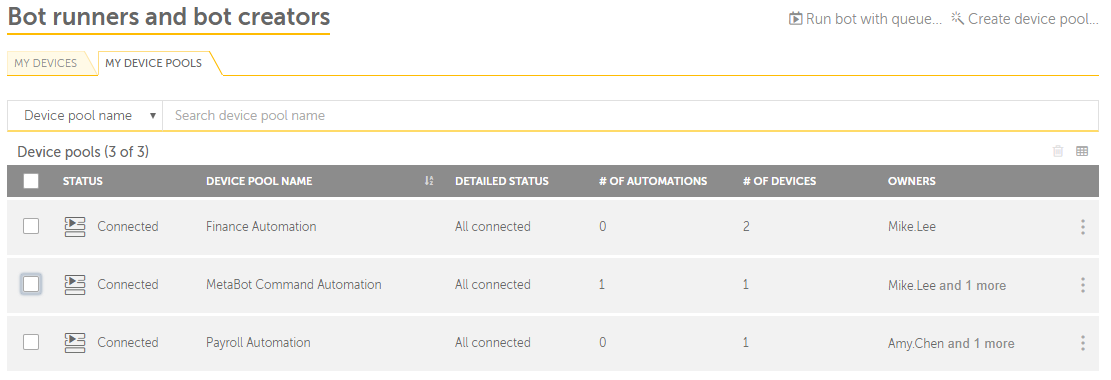 Bot runners and bot creators
Run bot with queue... Create device pool...
MY DEVICES MY DEVICE POOLS
Device pool name ▼ Search device pool name
Device pools (3 of 3)
STATUS DEVICE POOL NAME DETAILED STATUS # OF AUTOMATIONS # OF DEVICES OWNERS
Connected Finance Automation All connected 0 2 Mike.Lee
Connected MetaBot Command Automation All connected 1 1 Mike.Lee and 1 more
Connected Payroll Automation All connected 0 1 Amy.Chen and 1 more